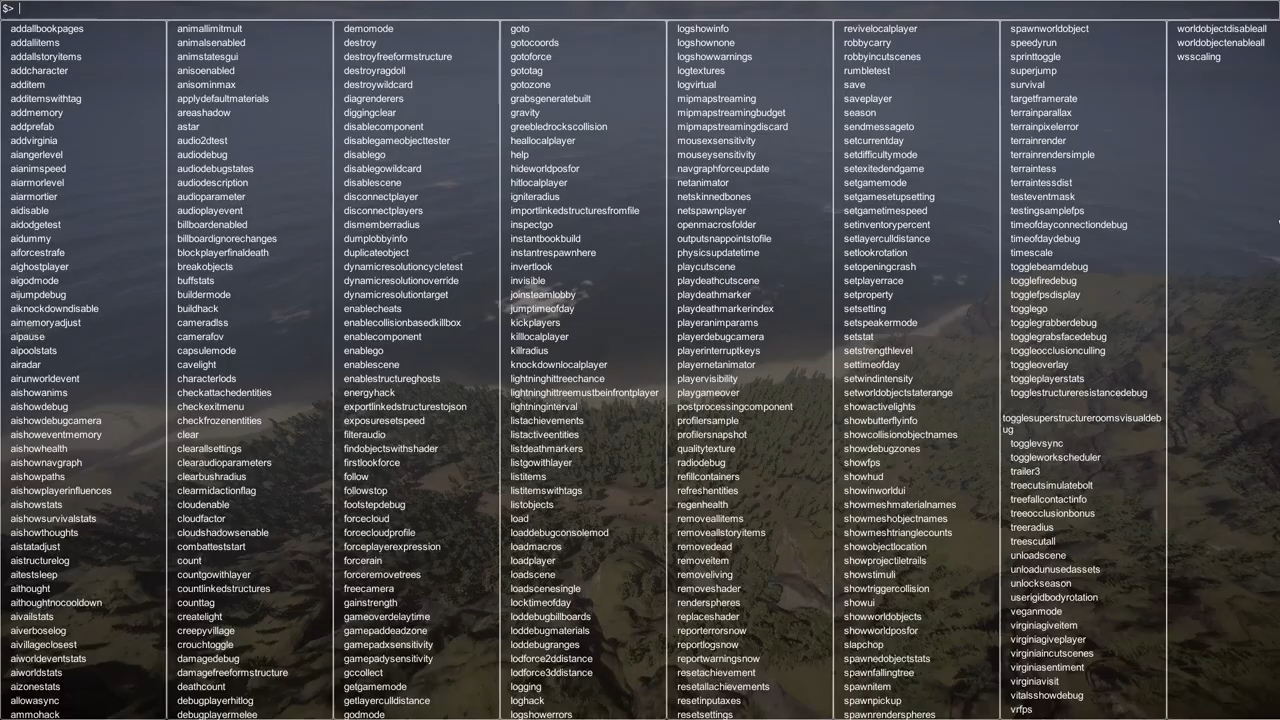 $>
addallbookpages
addallitems
addallstoryitems
addcharacter
additem
additemswithtag
addmemory
addprefab
addvirginia
aiangerlevel
aianimspeed
aiarmorlevel
aiarmortier
aidisable
aidodgetest
aidummy
aiforcestrafe
aighostplayer
aigodmode
aijumpdebug
aiknockdowndisable
aimemoryadjust
aipause
aipoolstats
airadar
airunworldevent
aishowanims
aishowdebug
aishowdebugcamera
aishoweventmemory
aishowhealth
aishownavgraph
aishowpaths
aishowplayerinfluences
aishowstats
aishowsurvivalstats
aishowthoughts
aistatadjust
aistructurelog
aitestsleep
aithought
aithoughtnocooldown
aivailstats
aiverboselog
aivillageclosest
aiworldeventstats
aiworldstats
aizonestats
allowasync
ammohack
animallimitmult
animalsenabled
animstatesgui
anisoenabled
anisominmax
applydefaultmaterials
areashadow
astar
audio2dtest
audiodebug
audiodebugstates
audiodescription
audioparameter
audioplayevent
billboardenabled
billboardignorechanges
blockplayerfinaldeath
breakobjects
buffstats
buildermode
buildhack
cameradlss
camerafov
capsulemode
cavelight
characterlods
checkattachedentities
checkexitmenu
checkfrozenentities
clear
clearallsettings
clearaudioparameters
clearbushradius
clearmidactionflag
cloudenable
cloudfactor
cloudshadowsenable
combatteststart
count
countgowithlayer
countlinkedstructures
counttag
createlight
creepyvillage
crouchtoggle
damagedebug
damagefreeformstructure
deathcount
debugplayerhitlog
debugplayermelee
demomode
destroy
destroyfreeformstructure
destroyragdoll
destroywildcard
diagrenderers
diggingclear
disablecomponent
disablegameobjecttester
disablego
disablegowildcard
disablescene
disconnectplayer
disconnectplayers
dismemberradius
dumplobbyinfo
duplicateobject
dynamicresolutioncycletest
dynamicresolutionoverride
dynamicresolutiontarget
enablecheats
enablecollisionbasedkillbox
enablecomponent
enablego
enablescene
enablestructureghosts
energyhack
exportlinkedstructurestojson
exposuresetspeed
filteraudio
findobjectswithshader
firstlookforce
follow
followstop
footstepdebug
forcecloud
forcecloudprofile
forceplayerexpression
forcerain
forceremovetrees
freecamera
gainstrength
gameoverdelaytime
gamepaddeadzone
gamepadxsensitivity
gamepadysensitivity
gccollect
getgamemode
getlayerculldistance
godmode
goto
gotocoords
gotoforce
gototag
gotozone
grabsgeneratebuilt
gravity
greebledrockscollision
heallocalplayer
help
hideworldposfor
hitlocalplayer
igniteradius
importlinkedstructuresfromfile
inspectgo
instantbookbuild
instantrespawnhere
invertlook
invisible
joinsteamlobby
jumptimeofday
kickplayers
killlocalplayer
killradius
knockdownlocalplayer
lightninghittreechance
lightninghittreemustbeinfrontplayer
lightninginterval
listachievements
listactiveentities
listdeathmarkers
listgowithlayer
listitems
listitemswithtags
listobjects
load
loaddebugconsolemod
loadmacros
loadplayer
loadscene
loadscenesingle
locktimeofday
loddebugbillboards
loddebugmaterials
loddebugranges
lodforce2ddistance
lodforce3ddistance
logging
loghack
logshowerrors
logshowinfo
logshownone
logshowwarnings
logtextures
logvirtual
mipmapstreaming
mipmapstreamingbudget
mipmapstreamingdiscard
mousexsensitivity
mouseysensitivity
navgraphforceupdate
netanimator
netskinnedbones
netspawnplayer
openmacrosfolder
outputsnappointstofile
physicsupdatetime
playcutscene
playdeathcutscene
playdeathmarker
playdeathmarkerindex
playeranimparams
playerdebugcamera
playerinterruptkeys
playernetanimator
playervisibility
playgameover
postprocessingcomponent
profilersample
profilersnapshot
qualitytexture
radiodebug
refillcontainers
refreshentities
regenhealth
removeallitems
removeallstoryitems
removedead
removeitem
removeliving
removeshader
renderspheres
replaceshader
reporterrorsnow
reportlogsnow
reportwarningsnow
resetachievement
resetallachievements
resetinputaxes
resetsettings
revivelocalplayer
robbycarry
robbyincutscenes
rumbletest
save
saveplayer
season
sendmessageto
setcurrentday
setdifficultymode
setexitedendgame
setgamemode
setgamesetupsetting
setgametimespeed
setinventorypercent
setlayerculldistance
setlookrotation
setopeningcrash
setplayerrace
setproperty
setsetting
setspeakermode
setstat
setstrengthlevel
settimeofday
setwindintensity
setworldobjectstaterange
showactivelights
showbutterflyinfo
showcollisionobjectnames
showdebugzones
showfps
showhud
showinworldui
showmeshmaterialnames
showmeshobjectnames
showmeshtrianglecounts
showobjectlocation
showprojectiletrails
showstimuli
showtriggercollision
showui
showworldobjects
showworldposfor
slapchop
spawnedobjectstats
spawnfallingtree
spawnitem
spawnpickup
spawnrenderspheres
spawnworldobject
speedyrun
sprinttoggle
superjump
survival
targetframerate
terrainparallax
terrainpixelerror
terrainrender
terrainrendersimple
terraintess
terraintessdist
testeventmask
testingsamplefps
timeofdayconnectiondebug
timeofdaydebug
timescale
togglebeamdebug
togglefiredebug
togglefpsdisplay
togglego
togglegrabberdebug
togglegrabsfacedebug
toggleocclusionculling
toggleoverlay
toggleplayerstats
togglestructureresistancedebug
togglesuperstructureroomsvisualdeb
ug
togglevsync
toggleworkscheduler
trailer3
treecutsimulatebolt
treefallcontactinfo
treeocclusionbonus
treeradius
treescutall
unloadscene
unloadunusedassets
unlockseason
userigidbodyrotation
veganmode
virginiagiveitem
virginiagiveplayer
virginiaincutscenes
virginiasentiment
virginiavisit
vitalsshowdebug
vrfps
worldobjectdisableall
worldobjectenableall
wsscaling